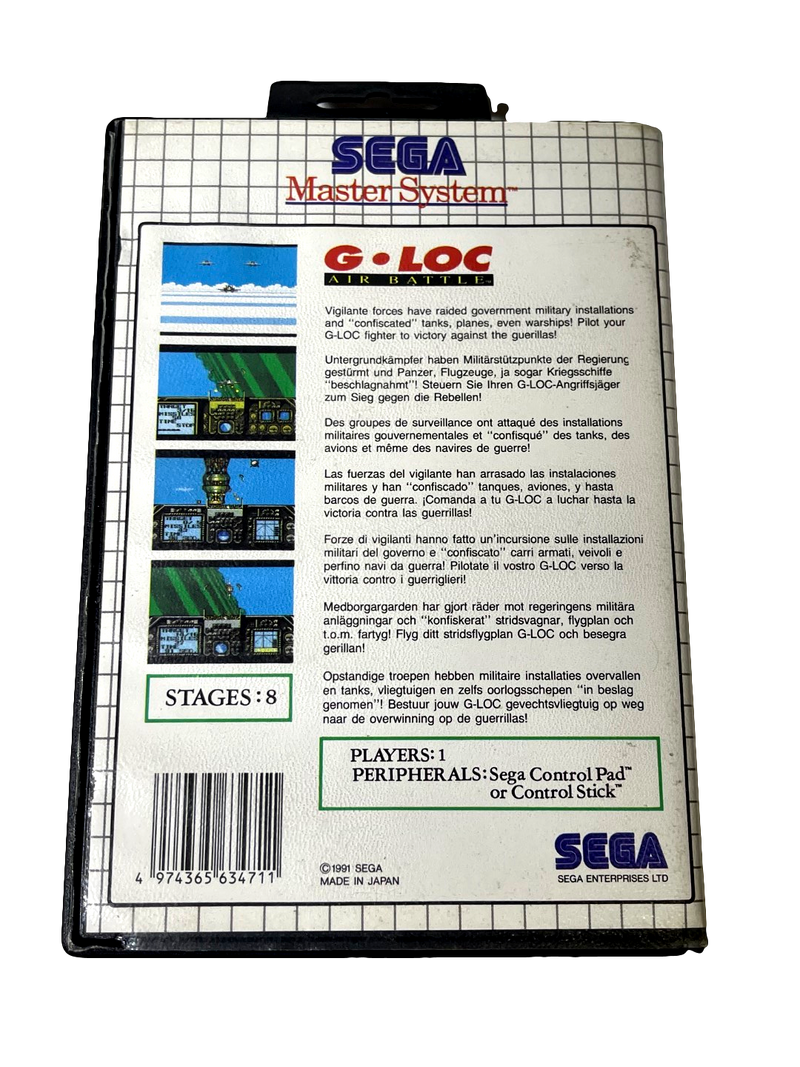 SEGA
Master System™
G•LOC
AIR BATTLE™
Vigilante forces have raided government military installations
and "confiscated" tanks, planes, even warships! Pilot your
G-LOC fighter to victory against the guerillas!
Untergrundkämpfer haben Militärstützpunkte der Regierung
gestürmt und Panzer, Flugzeuge, ja sogar Kriegsschiffe
"beschlagnahmt"! Steuern Sie Ihren G-LOC-Angriffsjäger
zum Sieg gegen die Rebellen!
Des groupes de surveillance ont attaqué des installations
militaires gouvernementales et "confisqué" des tanks, des
avions et même des navires de guerre!
Las fuerzas del vigilante han arrasado las instalaciones
militares y han "confiscado" tanques, aviones, y hasta
barcos de guerra. ¡Comanda a tu G-LOC a luchar hasta la
victoria contra las guerrillas!
Forze di vigilanti hanno fatto un'incursione sulle installazioni
militari del governo e "confiscato" carri armati, veivoli e
perfino navi da guerra! Pilotate il vostro G-LOC verso la
vittoria contro i guerriglieri!
Medborgargarden har gjort räder mot regeringens militära
anläggningar och "konfiskerat" stridsvagnar, flygplan och
t.o.m. fartyg! Flyg ditt stridsflygplan G-LOC och besegra
gerillan!
Opstandige troepen hebben militaire installaties overvallen
en tanks, vliegtuigen en zelfs oorlogsschepen "in beslag
genomen"! Bestuur jouw G-LOC gevechtsvliegtuig op weg
naar de overwinning op de guerrillas!
STAGES: 8
PLAYERS: 1
PERIPHERALS: Sega Control Pad™
or Control Stick™
4 974365 634711
©1991 SEGA
MADE IN JAPAN
SEGA
SEGA ENTERPRISES LTD